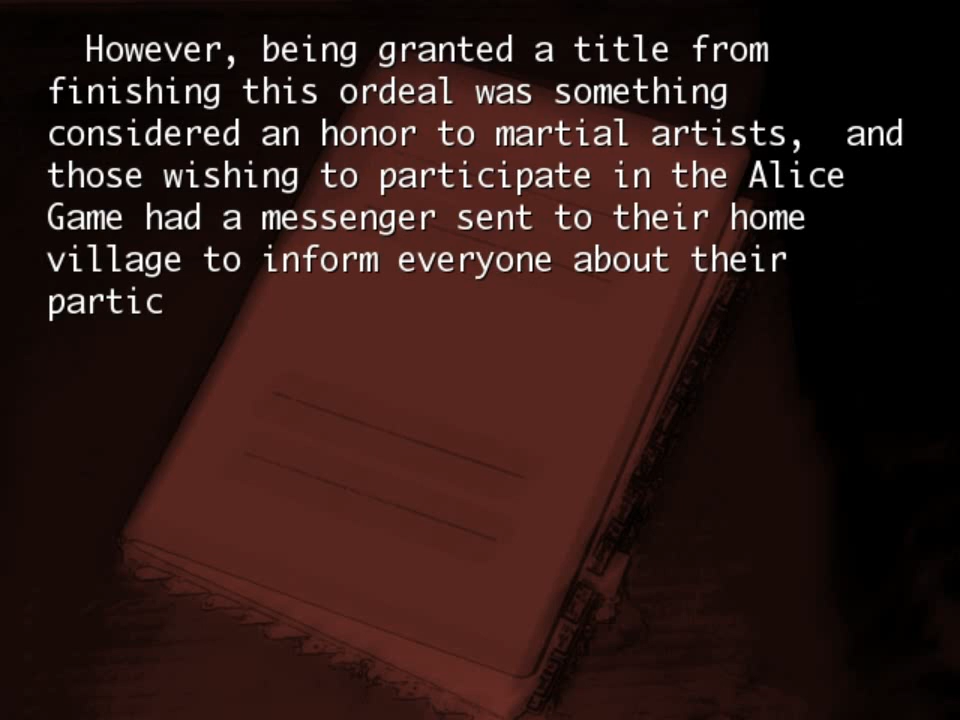 However, being granted a title from
finishing this ordeal was something
considered an honor to martial artists,  and
those wishing to participate in the Alice
Game had a messenger sent to their home
village to inform everyone about their
partic